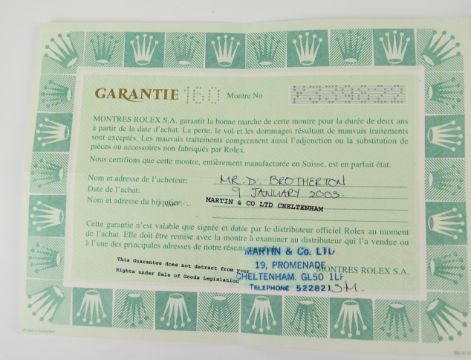 GARANTIE 160 Montre No
MONTRES ROLEX S.A. garantit la bonne marche de cette montre pour la durée de deux ans
à partir de la date d'achat. La perte, le vol et les dommages résultant de mauvais traitements
sont exceptés. Les mauvais traitements comprennent aussi l'adjonction ou la substitution de
pièces ou accessoires non fabriqués par Rolex.
Nous certifions que cette montre, entièrement manufacturée en Suisse, est en parfait état.
Nom et adresse de l'acheteur: MR. D. BROTHERTON
Date de l'achat: 9 JANUARY 2003
Nom et adresse du MARTIN & CO LTD CHELTENHAM
Cette garantie n'est valable que signée et datée par le distributeur officiel Rolex au moment
de l'achat. Elle doit être remise avec la montre à examiner au distributeur qui l'a vendue ou
à l'une des principales adresses de notre
MARTIN & Co. LTD
This Guarantee does not detract from your
19, PROMENADE
MONTRES ROLEX S.A.
Rights under Sale of Goods Legislation
CHELTENHAM. GL50 1LF
TELEPHONE 522821